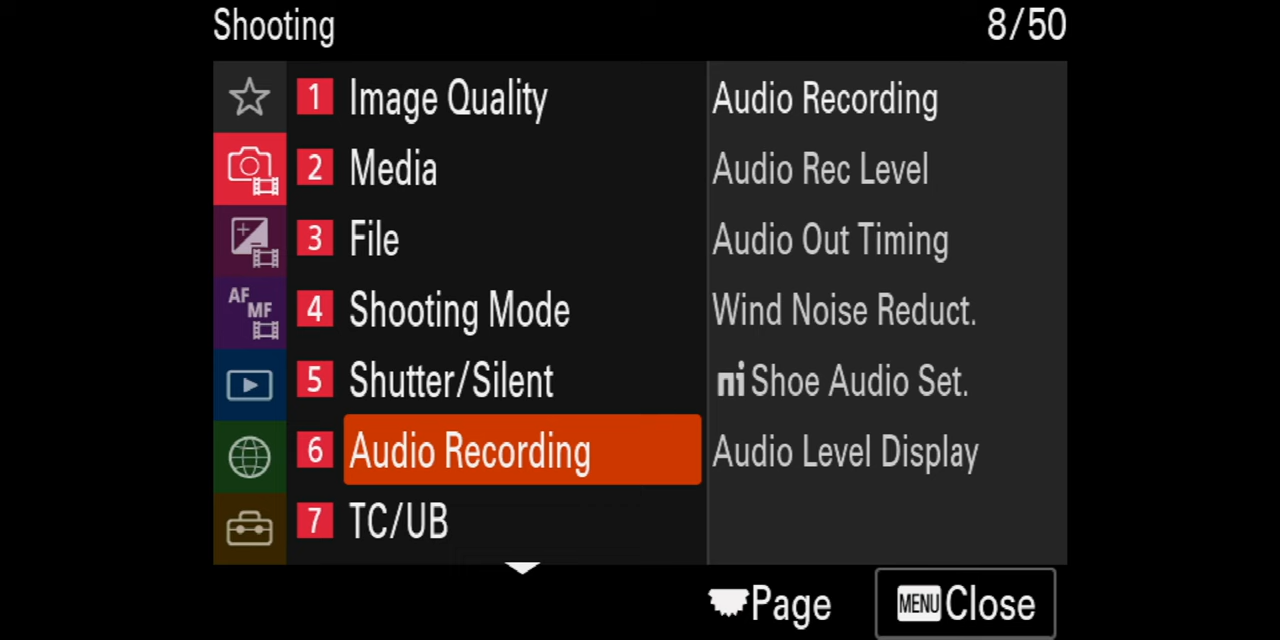 Shooting 8/50
1 Image Quality
2 Media
3 File
4 Shooting Mode
5 Shutter/Silent
6 Audio Recording
7 TC/UB
AF
MF
Audio Recording
Audio Rec Level
Audio Out Timing
Wind Noise Reduct.
mi Shoe Audio Set.
Audio Level Display
Page MENU Close